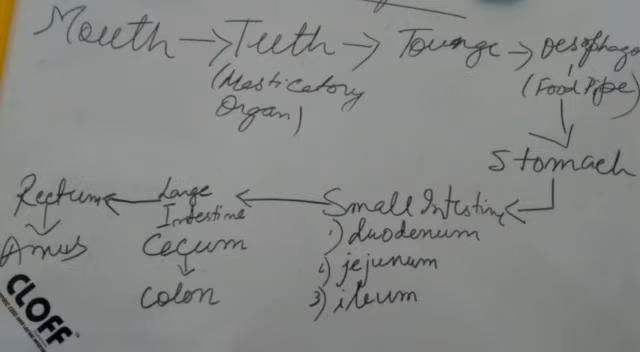 Mouth → Teeth → Tounge → Oesophago
(Masticatory Organ)
(Food Pipe)
Stomach
Small Intestine
1) duodenum
2) jejunum
3) ileum
Large Intestine
Cecum
Colon
Rectum
Anus
CLOFF